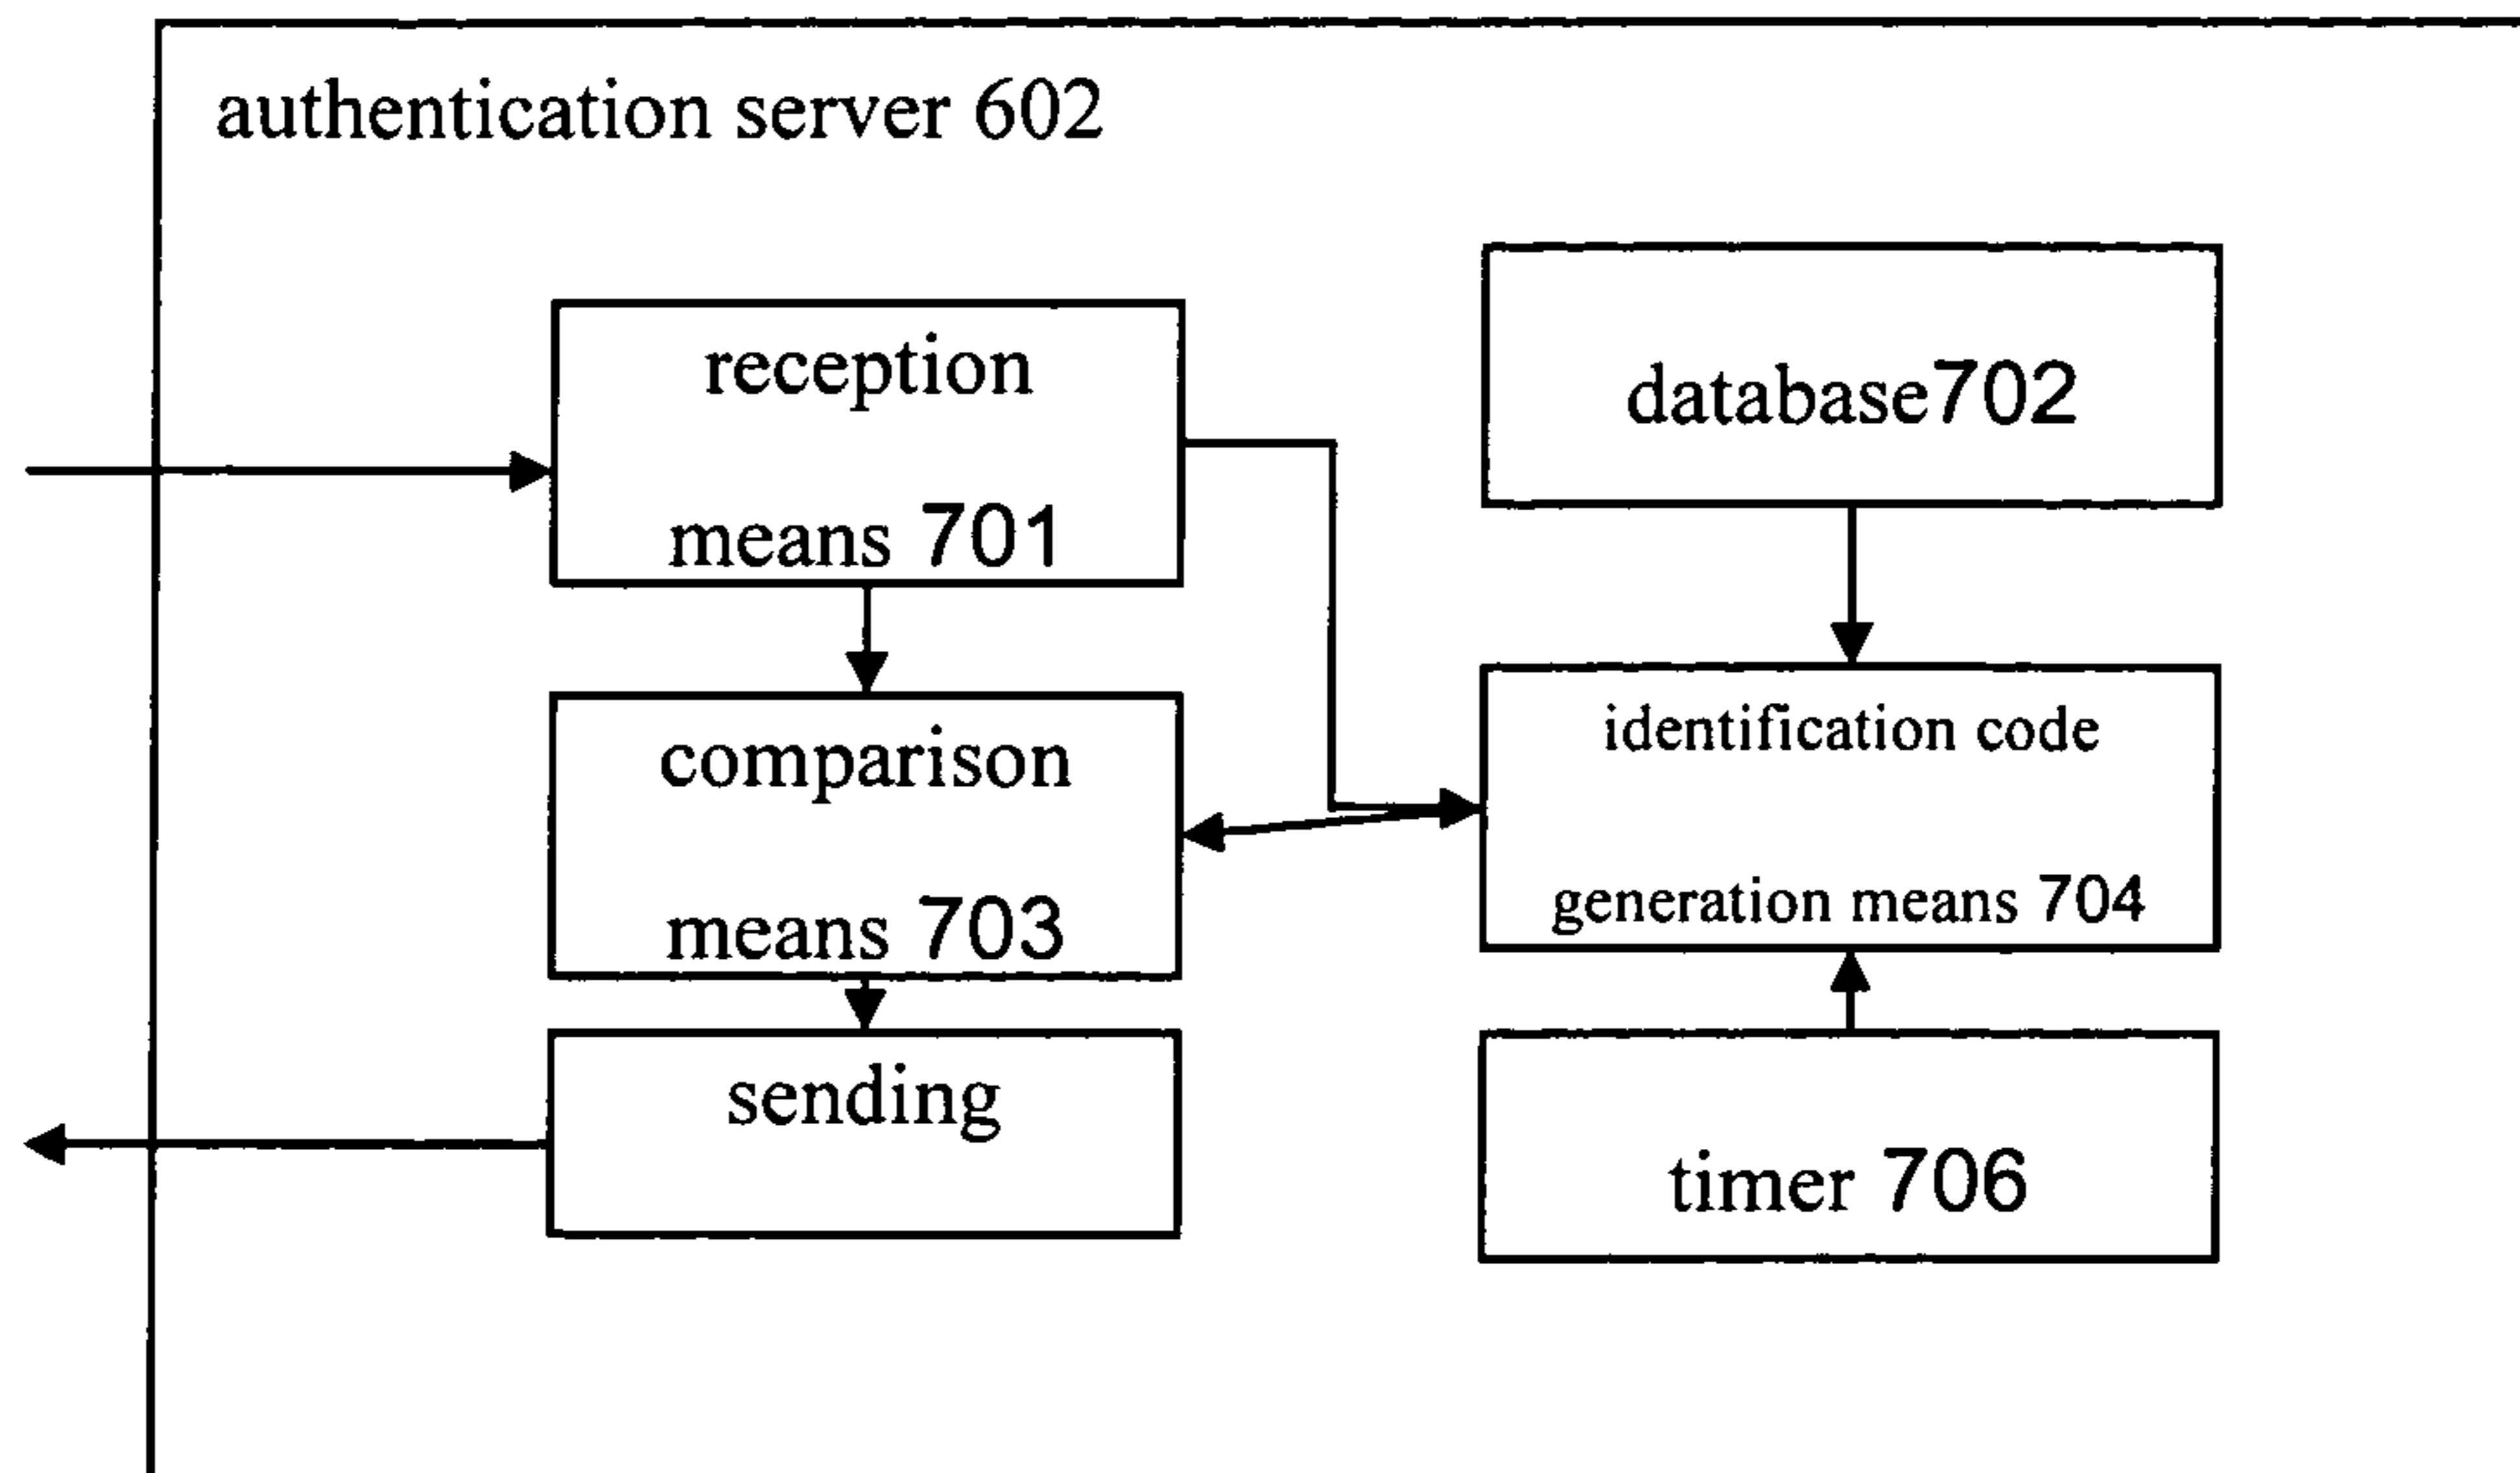 authentication server 602
reception
means 701
database702
comparison
means 703
identification code
generation means 704
sending
timer 706